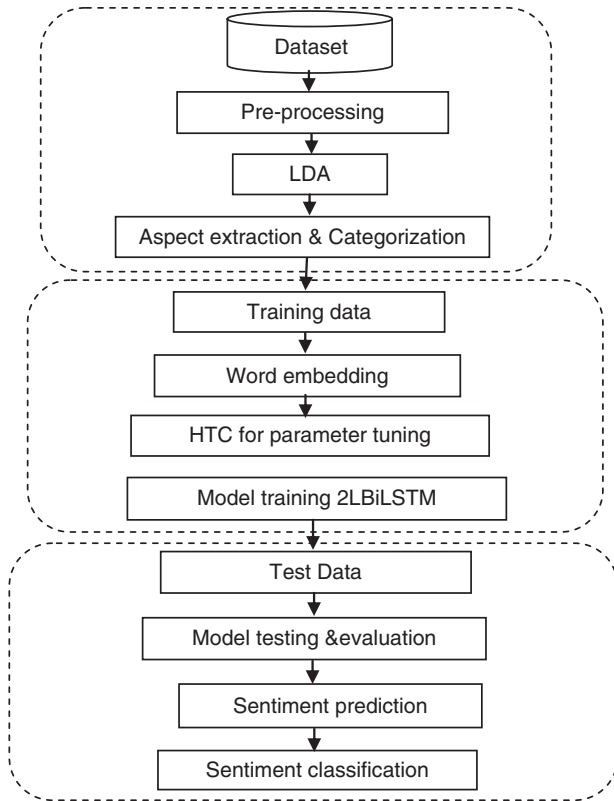 Dataset
Pre-processing
LDA
Aspect extraction & Categorization
Training data
Word embedding
HTC for parameter tuning
Model training 2LBiLSTM
Test Data
Model testing &evaluation
Sentiment prediction
Sentiment classification